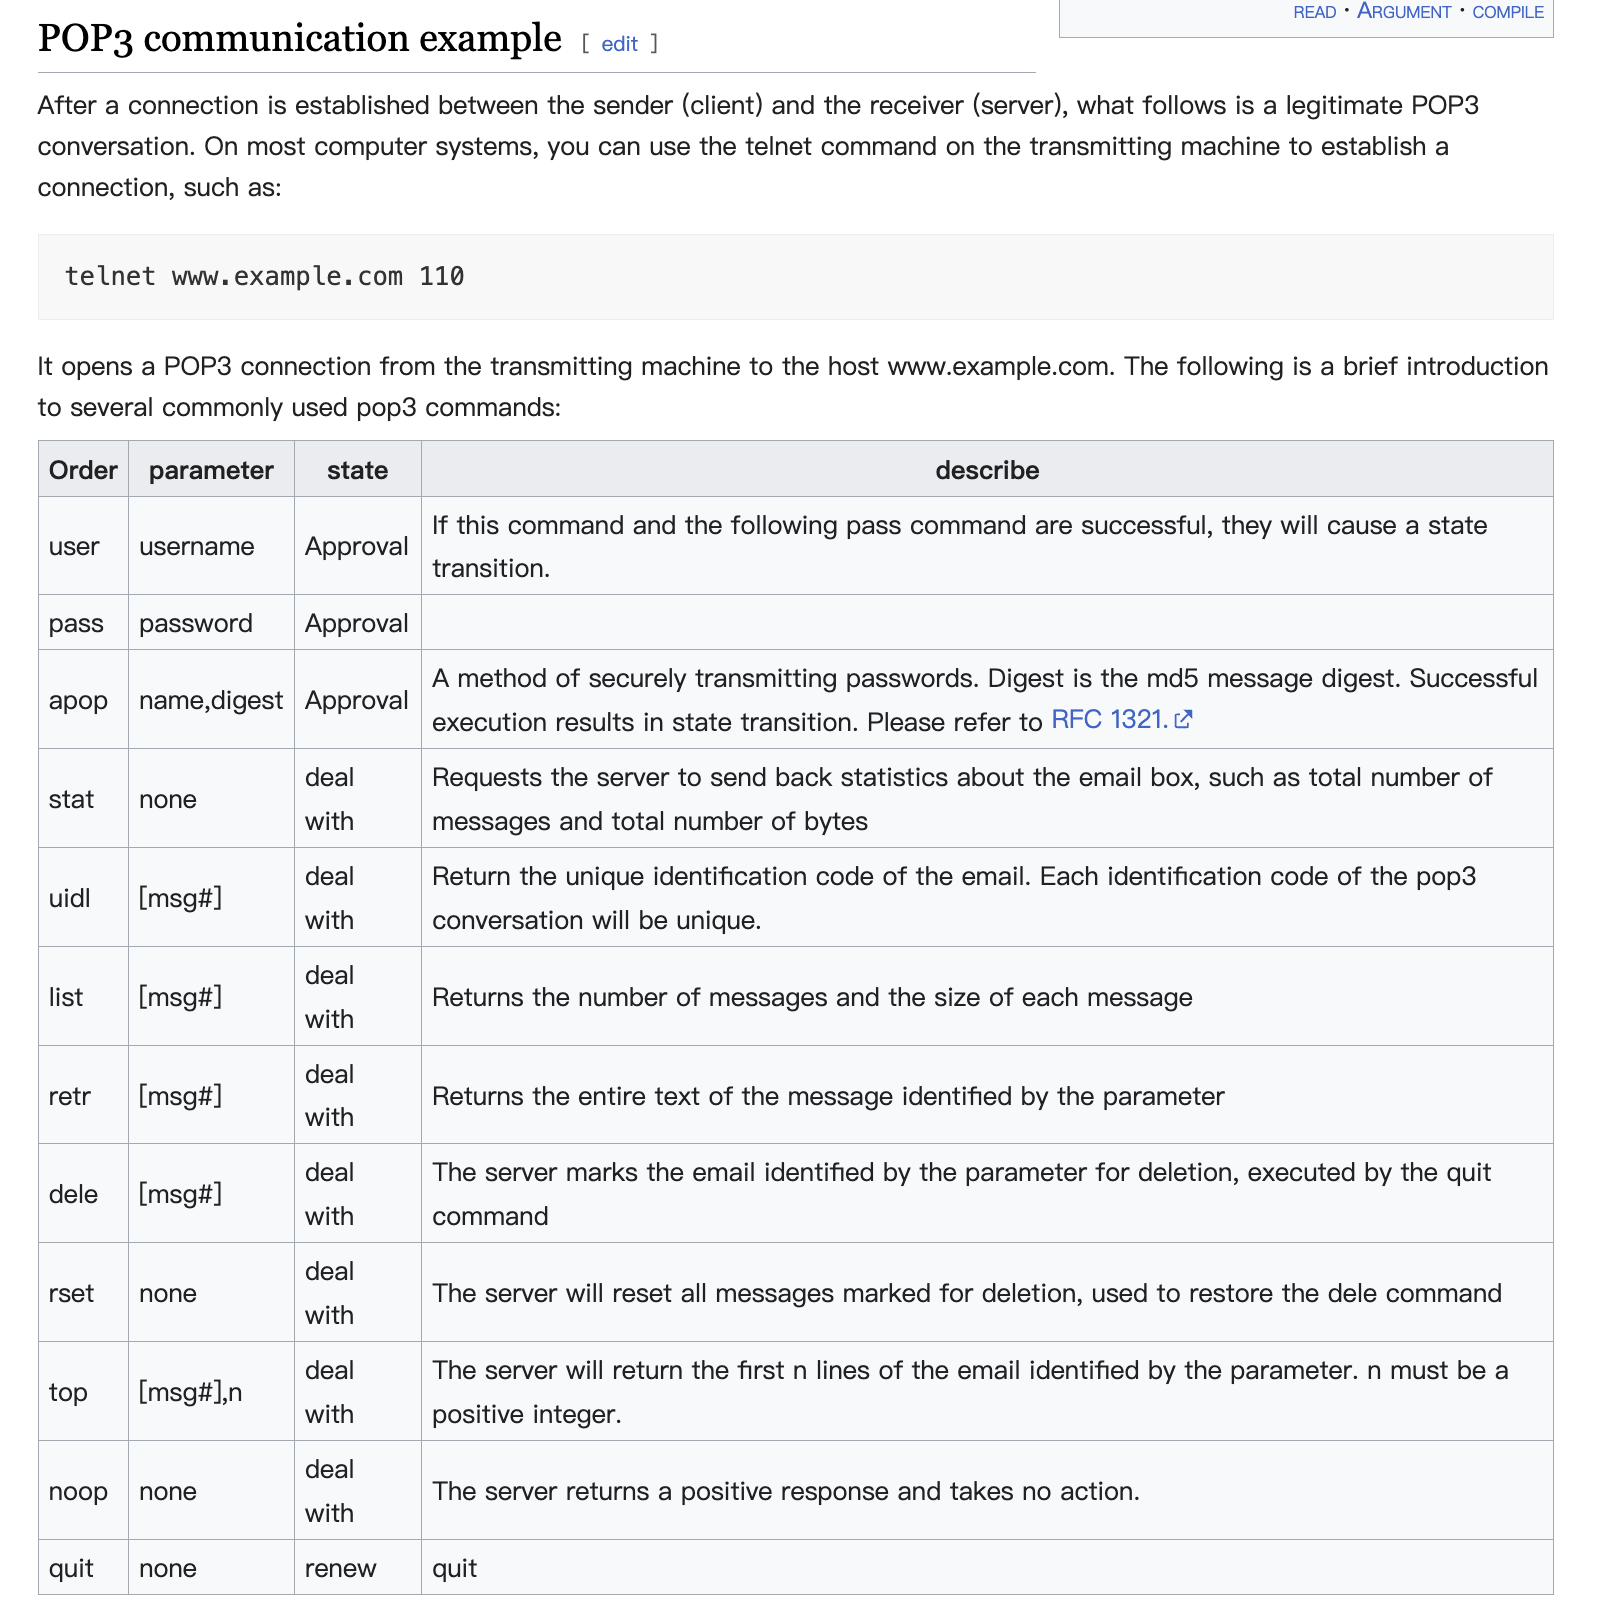 READ · ARGUMENT · COMPILE
POP3 communication example [ edit ]
After a connection is established between the sender (client) and the receiver (server), what follows is a legitimate POP3
conversation. On most computer systems, you can use the telnet command on the transmitting machine to establish a
connection, such as:
telnet www.example.com 110
It opens a POP3 connection from the transmitting machine to the host www.example.com. The following is a brief introduction
to several commonly used pop3 commands:
Order parameter state describe
user username Approval If this command and the following pass command are successful, they will cause a state
transition.
pass password Approval
apop name,digest Approval A method of securely transmitting passwords. Digest is the md5 message digest. Successful
execution results in state transition. Please refer to RFC 1321.
stat none deal Requests the server to send back statistics about the email box, such as total number of
with messages and total number of bytes
uidl [msg#] deal Return the unique identification code of the email. Each identification code of the pop3
with conversation will be unique.
list [msg#] deal
with Returns the number of messages and the size of each message
retr [msg#] deal
with Returns the entire text of the message identified by the parameter
dele [msg#] deal The server marks the email identified by the parameter for deletion, executed by the quit
with command
rset none deal
with The server will reset all messages marked for deletion, used to restore the dele command
top [msg#],n deal The server will return the first n lines of the email identified by the parameter. n must be a
with positive integer.
noop none deal
with The server returns a positive response and takes no action.
quit none renew quit